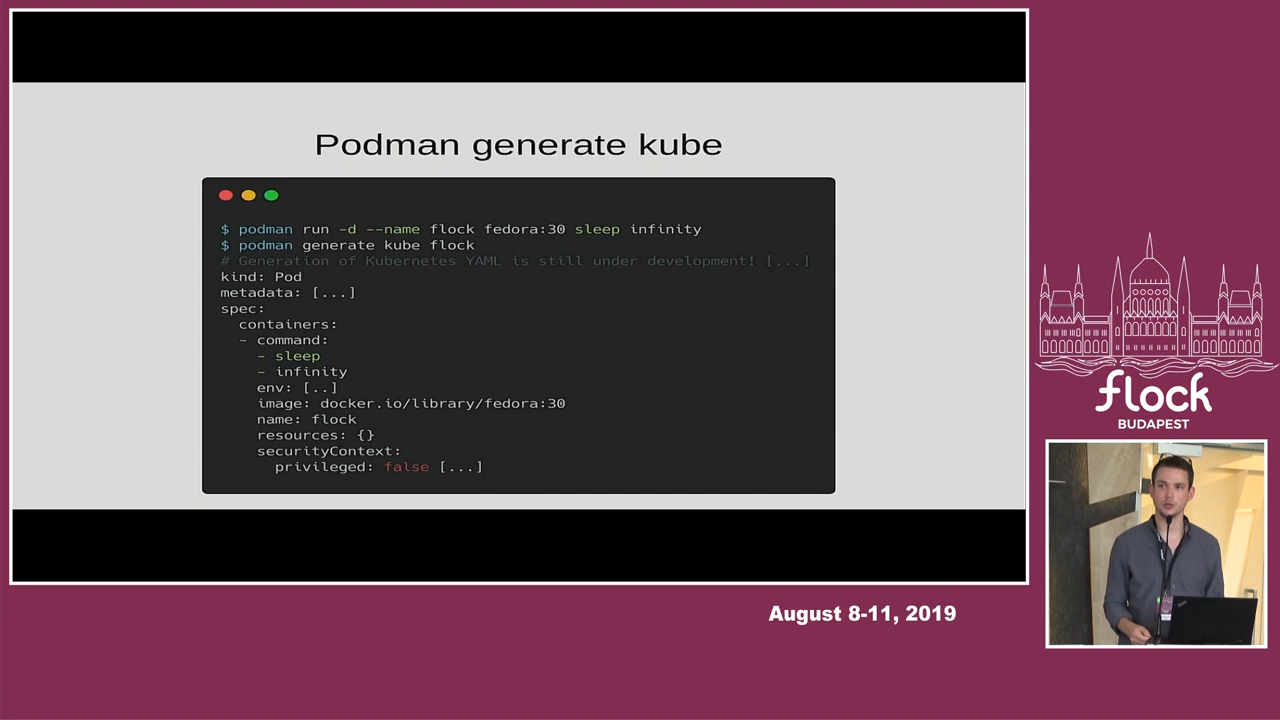 Podman generate kube
$ podman run -d --name flock fedora:30 sleep infinity
$ podman generate kube flock
# Generation of Kubernetes YAML is still under development! [...]
kind: Pod
metadata: [...]
spec:
  containers:
  - command:
    - sleep
    - infinity
    env: [..]
    image: docker.io/library/fedora:30
    name: flock
    resources: {}
    securityContext:
      privileged: false [...]
flock
BUDAPEST
August 8-11, 2019